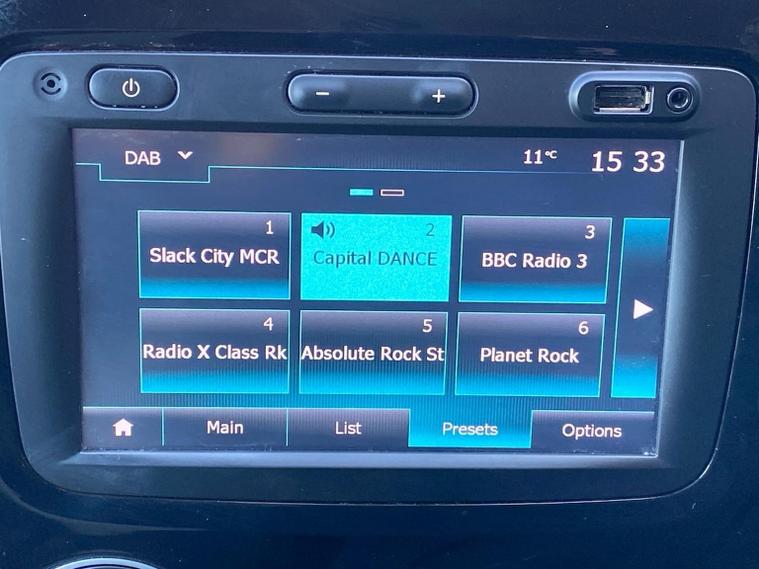 − +
DAB 11°C 15 33
1 2 3
Slack City MCR Capital DANCE BBC Radio 3
4 5 6
Radio X Class Rk Absolute Rock St Planet Rock
Main List Presets Options